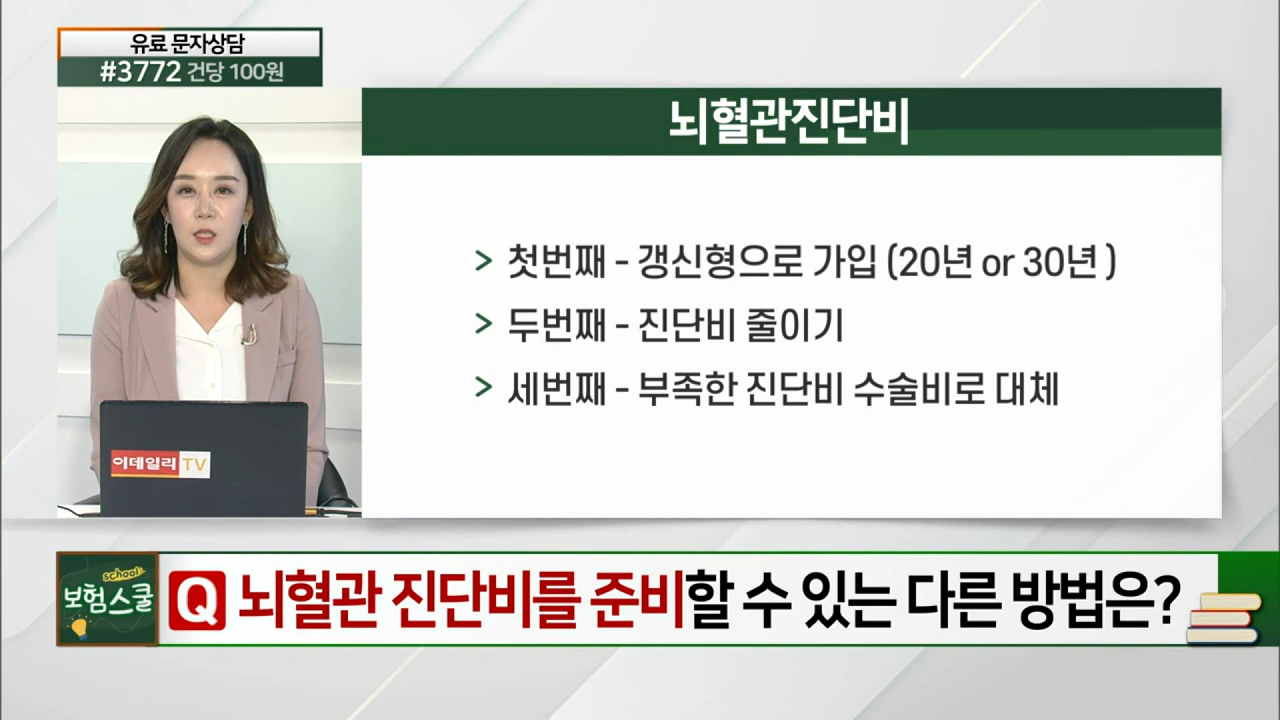 유료 문자상담
#3772 건당 100원
뇌혈관진단비
> 첫번째 - 갱신형으로 가입 (20년 or 30년 )
> 두번째 - 진단비 줄이기
> 세번째 - 부족한 진단비 수술비로 대체
이데일리 TV
school
보험스쿨
Q 뇌혈관 진단비를 준비할 수 있는 다른 방법은?